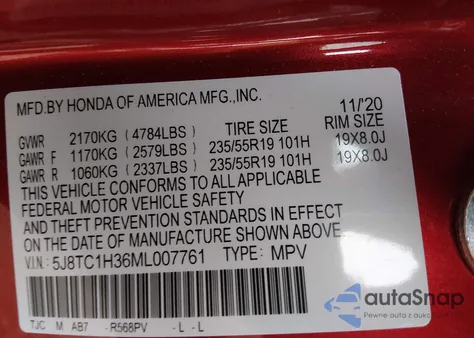 MFD.BY HONDA OF AMERICA MFG.,INC. 11/'20
GVWR 2170KG (4784LBS) TIRE SIZE RIM SIZE
GAWR F 1170KG (2579LBS) 235/55R19 101H 19X8.0J
GAWR R 1060KG (2337LBS) 235/55R19 101H 19X8.0J
THIS VEHICLE CONFORMS TO ALL APPLICABLE
FEDERAL MOTOR VEHICLE SAFETY
AND THEFT PREVENTION STANDARDS IN EFFECT
ON THE DATE OF MANUFACTURE SHOWN ABOVE.
V.I.N.: 5J8TC1H36ML007761 TYPE: MPV
TJC M AB7 -R568PV -L -L
autoSnap
Pewne auta z aukcji